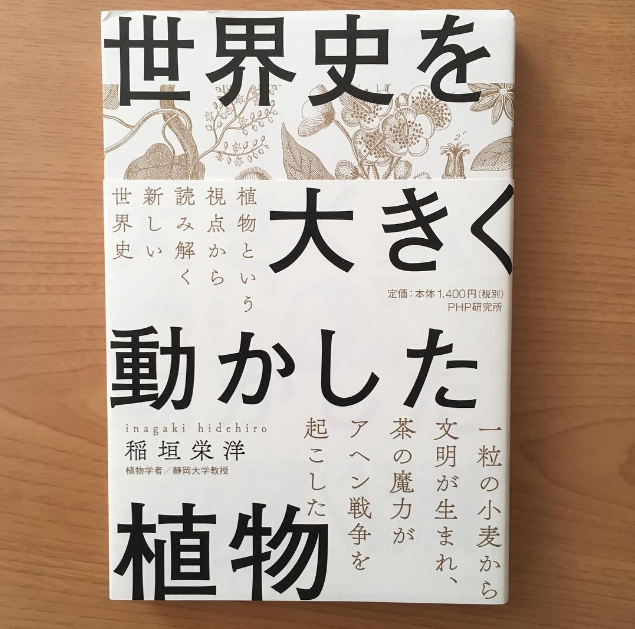 世界史を
大きく
動かした
植物
植物という
視点から
読み解く
新しい
世界史
定価：本体1,400円（税別）
PHP研究所
inagaki hidehiro
稲垣栄洋
植物学者／静岡大学教授
一粒の小麦から
文明が生まれ、
茶の魔力が
アヘン戦争を
起こした